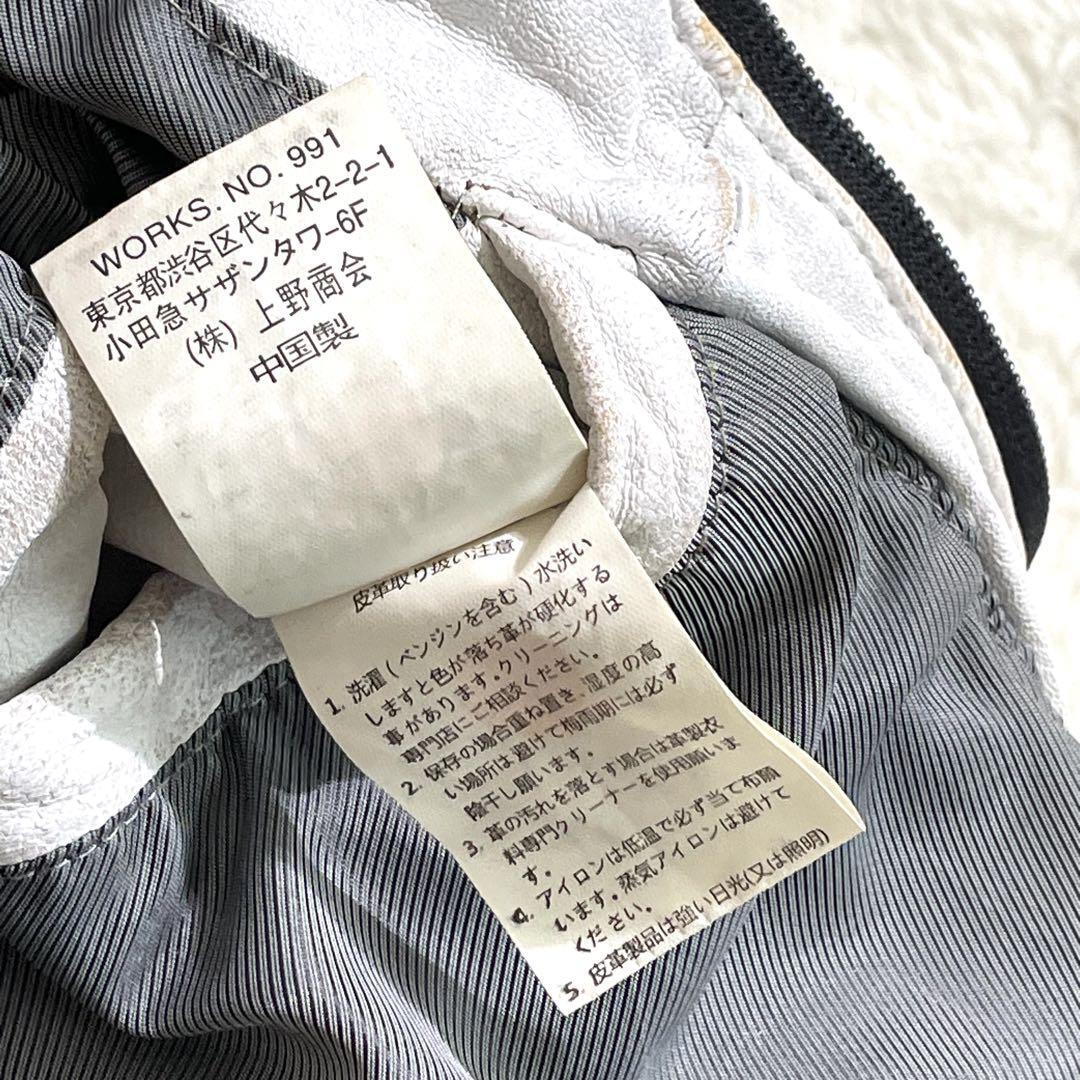 WORKS. NO. 991
東京都渋谷区代々木2-2-1
小田急サザンタワー6F
(株) 上野商会
中国製
皮革取り扱い注意
1. 洗濯(ベンジンを含む)水洗い
しますと色が落ち革が硬化する
事があります.クリーニングは
専門店にご相談ください.
2. 保存の場合重ね置き、湿度の高
い場所は避けて梅雨期には必ず
陰干し願います.
3. 革の汚れを落とす場合は革製衣
料専門クリーナーを使用願いま
す.
4. アイロンは低温で必ず当て布願
います.蒸気アイロンは避けて
ください.
5. 皮革製品は強い日光(又は照明)